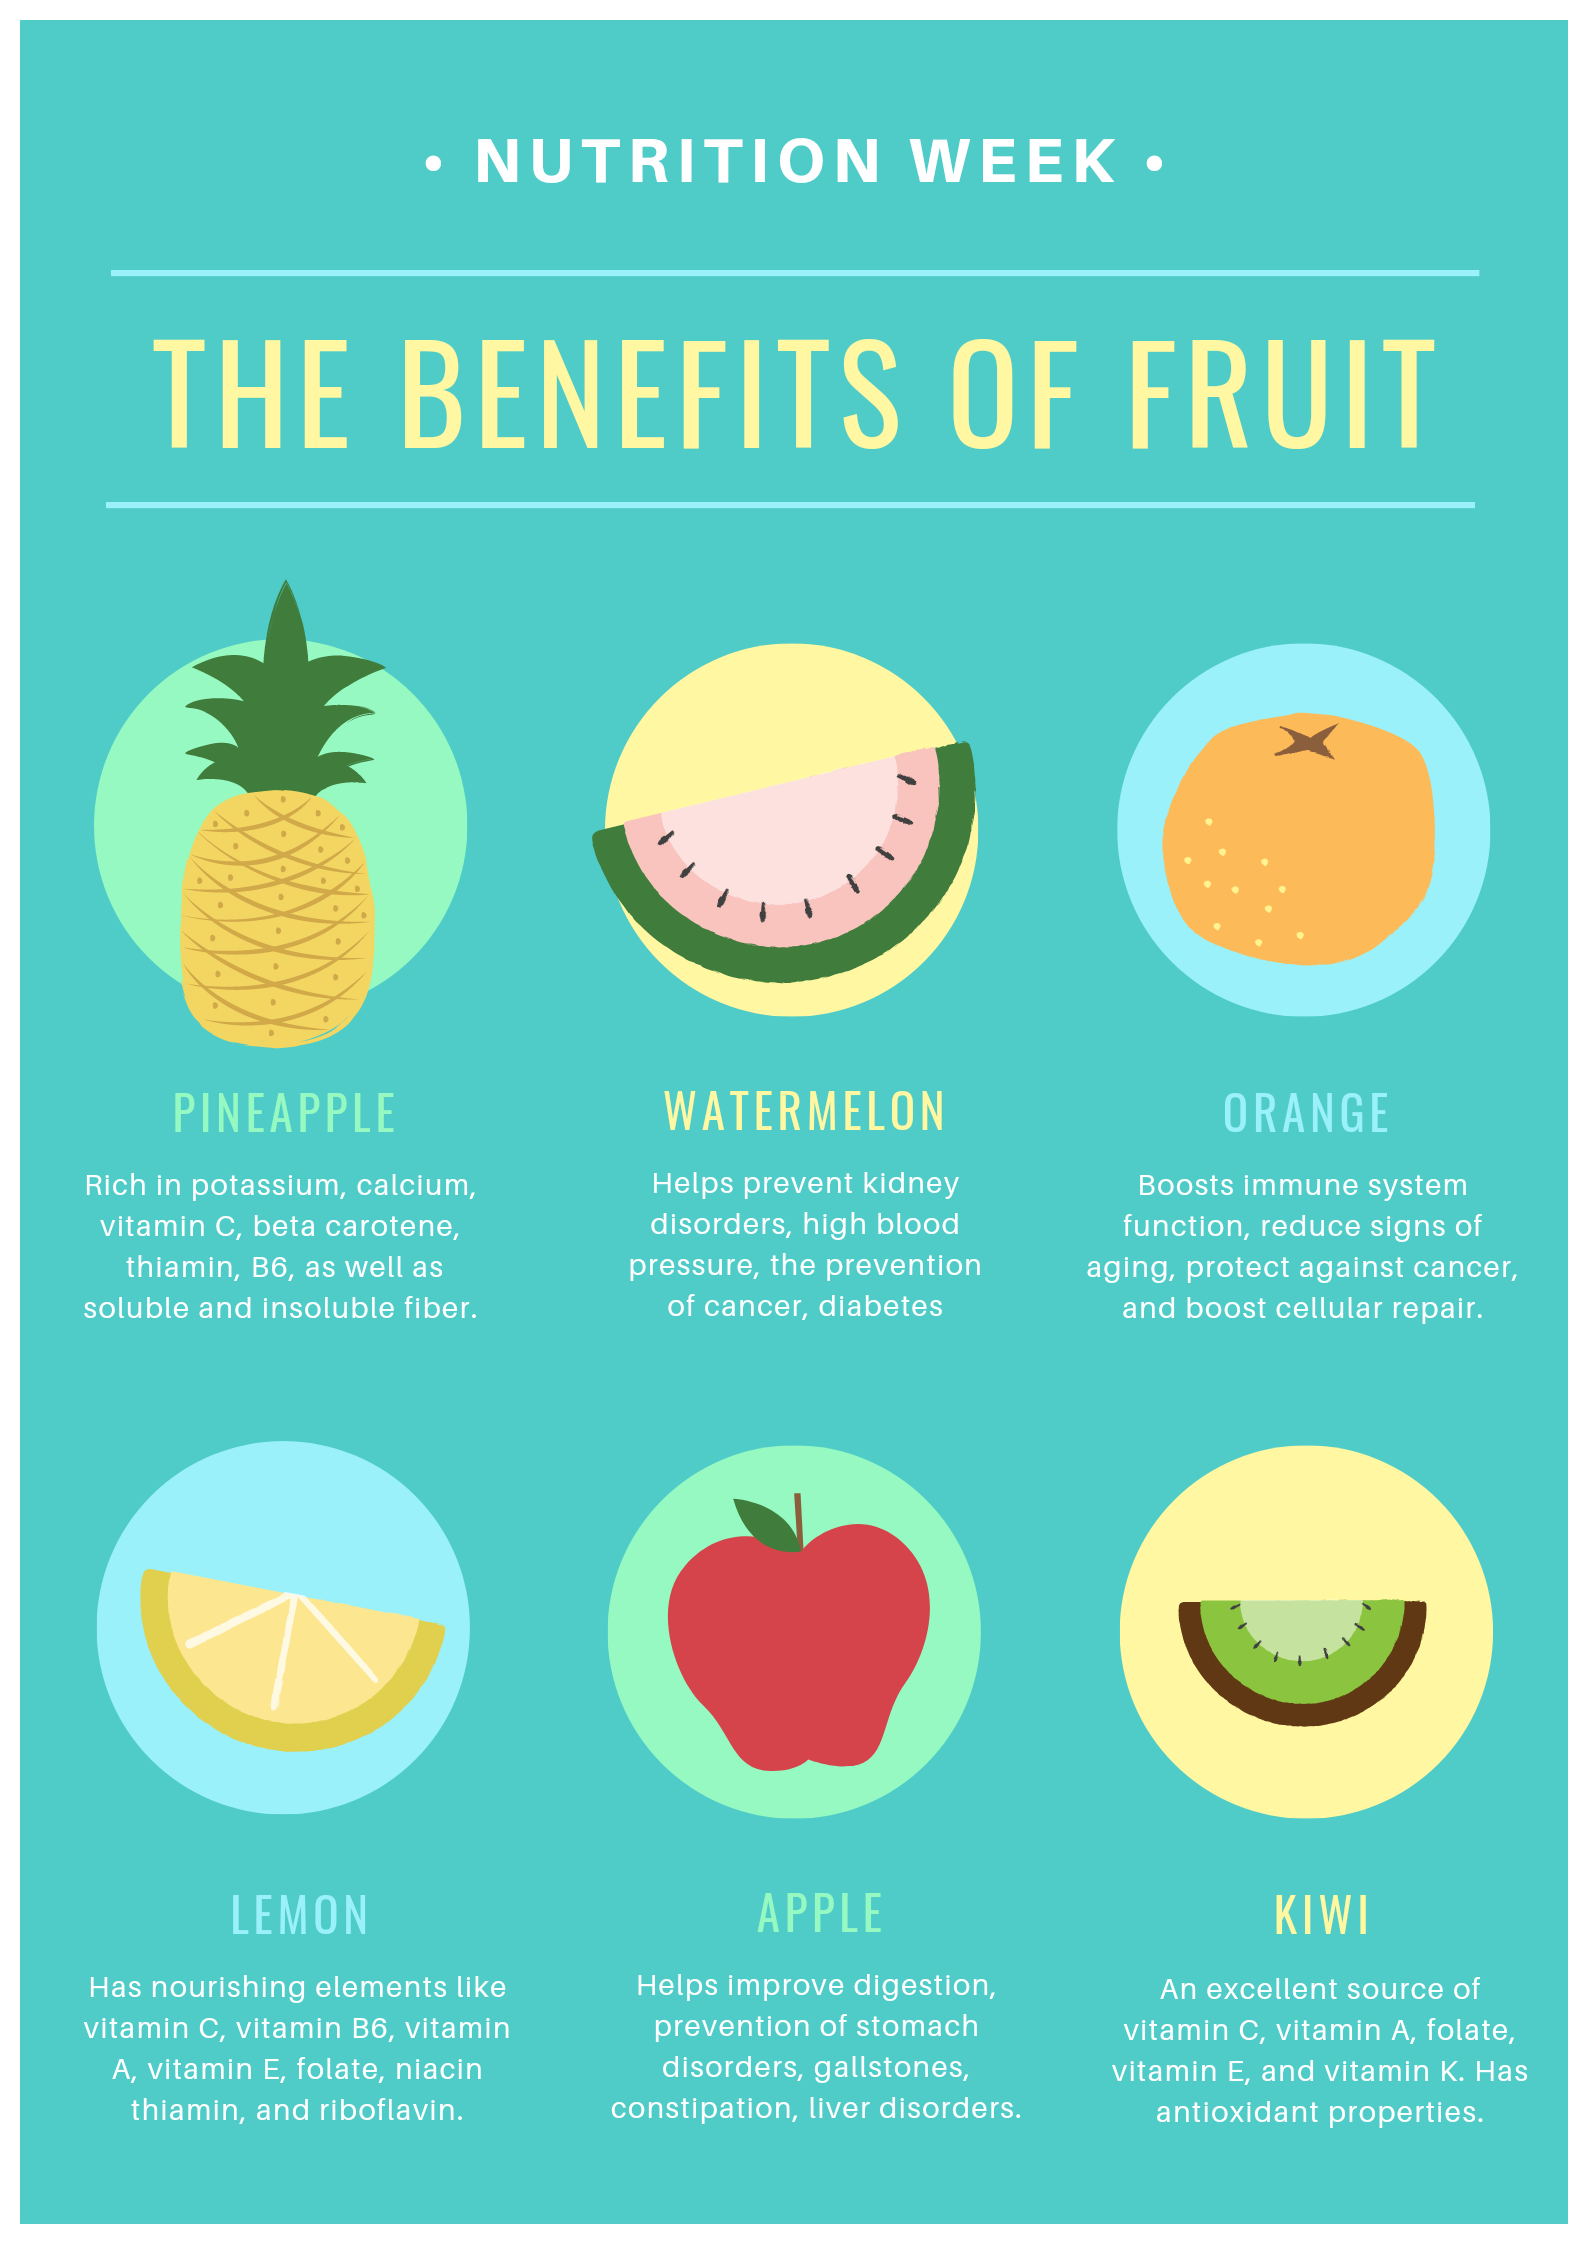 • NUTRITION WEEK •
THE BENEFITS OF FRUIT
PINEAPPLE
Rich in potassium, calcium,
vitamin C, beta carotene,
thiamin, B6, as well as
soluble and insoluble fiber.
WATERMELON
Helps prevent kidney
disorders, high blood
pressure, the prevention
of cancer, diabetes
ORANGE
Boosts immune system
function, reduce signs of
aging, protect against cancer,
and boost cellular repair.
LEMON
Has nourishing elements like
vitamin C, vitamin B6, vitamin
A, vitamin E, folate, niacin
thiamin, and riboflavin.
APPLE
Helps improve digestion,
prevention of stomach
disorders, gallstones,
constipation, liver disorders.
KIWI
An excellent source of
vitamin C, vitamin A, folate,
vitamin E, and vitamin K. Has
antioxidant properties.